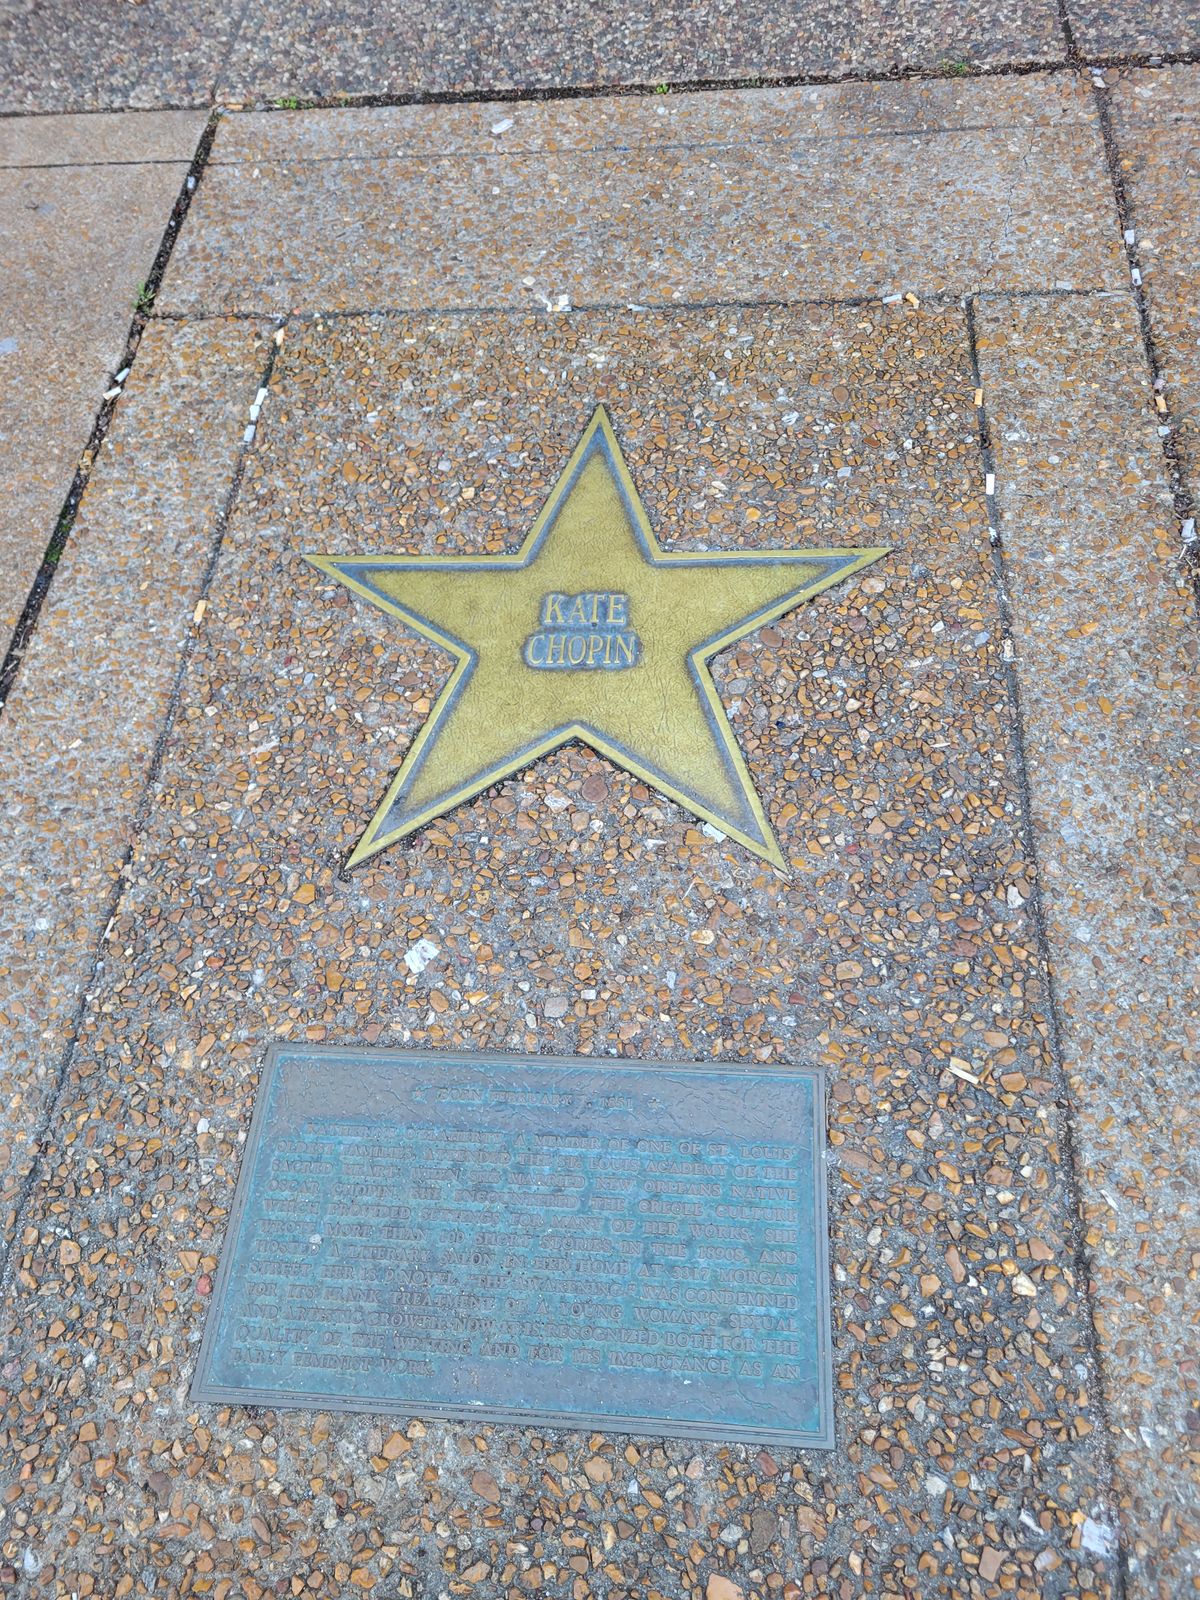 KATE
CHOPIN
BORN FEBRUARY 1851
KATHERINE O'FLAHERTY, A MEMBER OF ONE OF ST. LOUIS'
OLDEST FAMILIES, ATTENDED THE ST. LOUIS ACADEMY OF THE
SACRED HEART. WHEN SHE MARRIED NEW ORLEANS NATIVE
OSCAR CHOPIN, SHE ENCOUNTERED THE CREOLE CULTURE
WHICH PROVIDED SETTINGS FOR MANY OF HER WORKS. SHE
WROTE MORE THAN 100 SHORT STORIES IN THE 1890S, AND
HOSTED A LITERARY SALON IN HER HOME AT 3317 MORGAN
STREET. HER NOVEL "THE AWAKENING" WAS CONDEMNED
FOR ITS FRANK TREATMENT OF A YOUNG WOMAN'S SEXUAL
AND ARTISTIC GROWTH. NOW IT IS RECOGNIZED BOTH FOR THE
QUALITY OF THE WRITING AND FOR ITS IMPORTANCE AS AN
EARLY FEMINIST WORK.